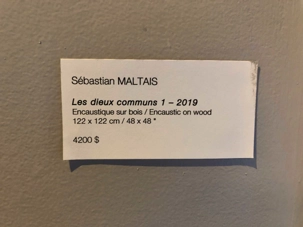 Sébastian MALTAIS
Les dieux communs 1 – 2019
Encaustique sur bois / Encaustic on wood
122 x 122 cm / 48 x 48 "
4200 $